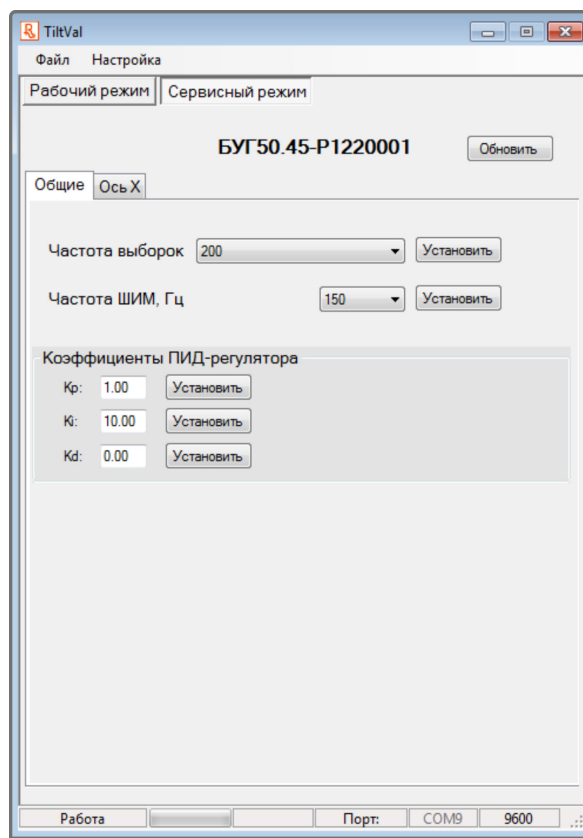 TiltVal
Файл Настройка
Рабочий режим Сервисный режим
БУГ50.45-P1220001 Обновить
Общие Ось X
Частота выборок 200 Установить
Частота ШИМ, Гц 150 Установить
Коэффициенты ПИД-регулятора
Kp: 1.00 Установить
Ki: 10.00 Установить
Kd: 0.00 Установить
Работа Порт: COM9 9600